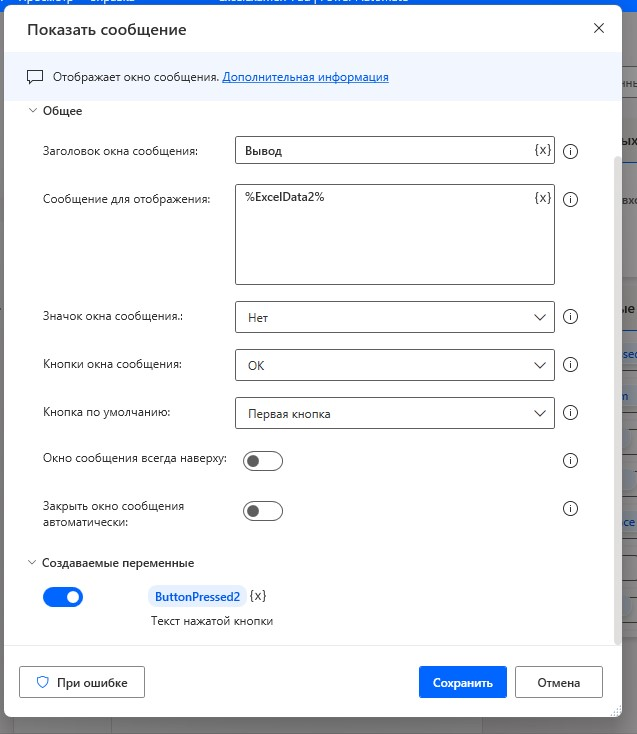 Показать сообщение
Отображает окно сообщения. Дополнительная информация
Общее
Заголовок окна сообщения:
Вывод {x}
Сообщение для отображения:
%ExcelData2% {x}
Значок окна сообщения.:
Нет
Кнопки окна сообщения:
OK
Кнопка по умолчанию:
Первая кнопка
Окно сообщения всегда наверху:
Закрыть окно сообщения
автоматически:
Создаваемые переменные
ButtonPressed2 {x}
Текст нажатой кнопки
При ошибке
Сохранить
Отмена